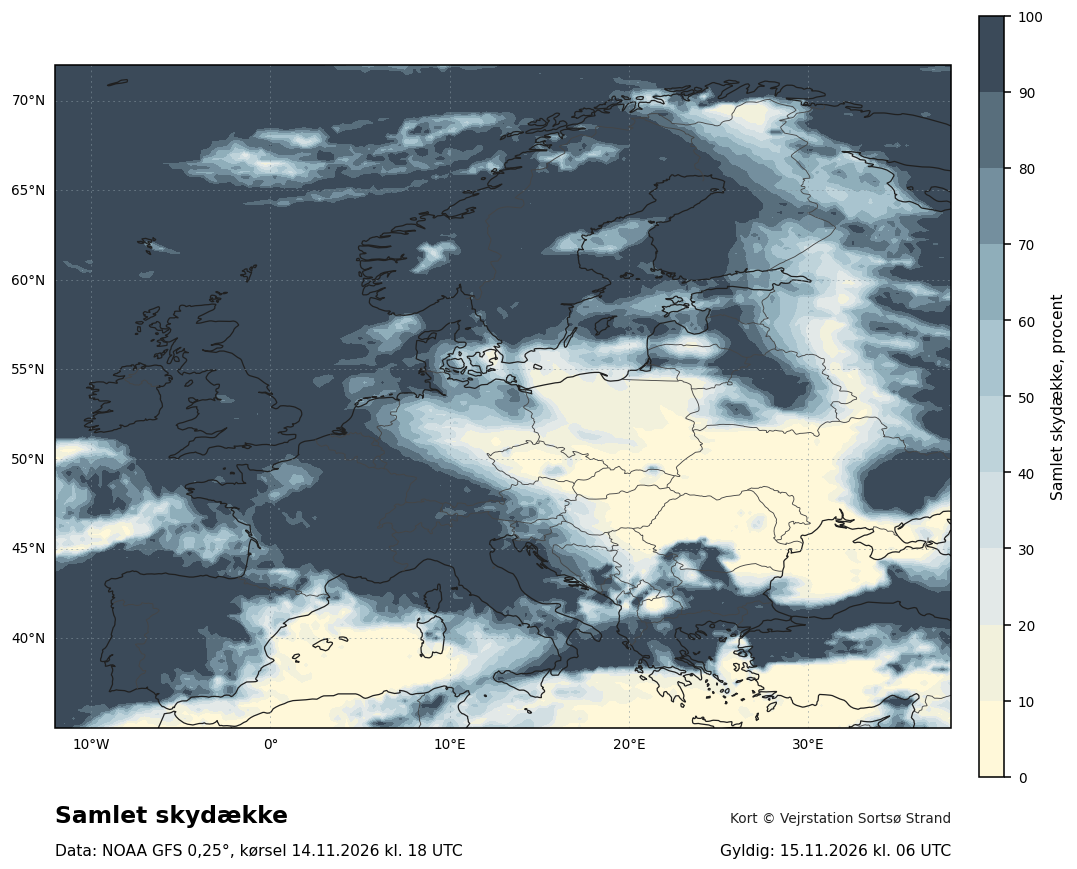 70°N
65°N
60°N
55°N
50°N
45°N
40°N
10°W
0°
10°E
20°E
30°E
100
90
80
70
60
50
40
30
20
10
0
Samlet skydække, procent
Samlet skydække
Kort © Vejrstation Sortsø Strand
Data: NOAA GFS 0,25°, kørsel 14.11.2026 kl. 18 UTC
Gyldig: 15.11.2026 kl. 06 UTC